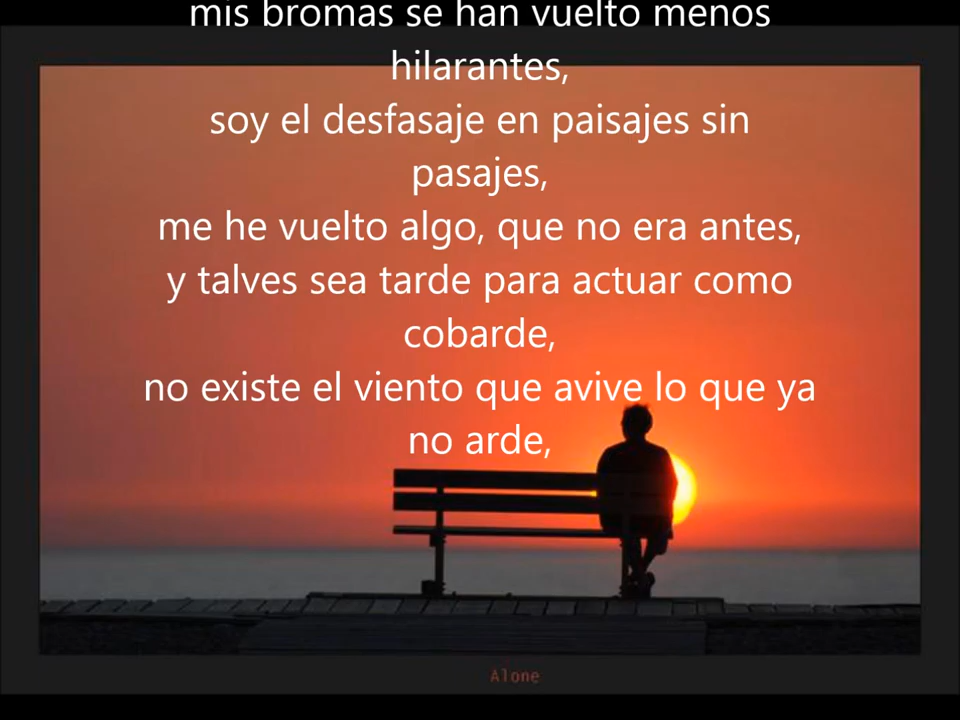 mis bromas se han vuelto menos
hilarantes,
soy el desfasaje en paisajes sin
pasajes,
me he vuelto algo, que no era antes,
y talves sea tarde para actuar como
cobarde,
no existe el viento que avive lo que ya
no arde,
Alone